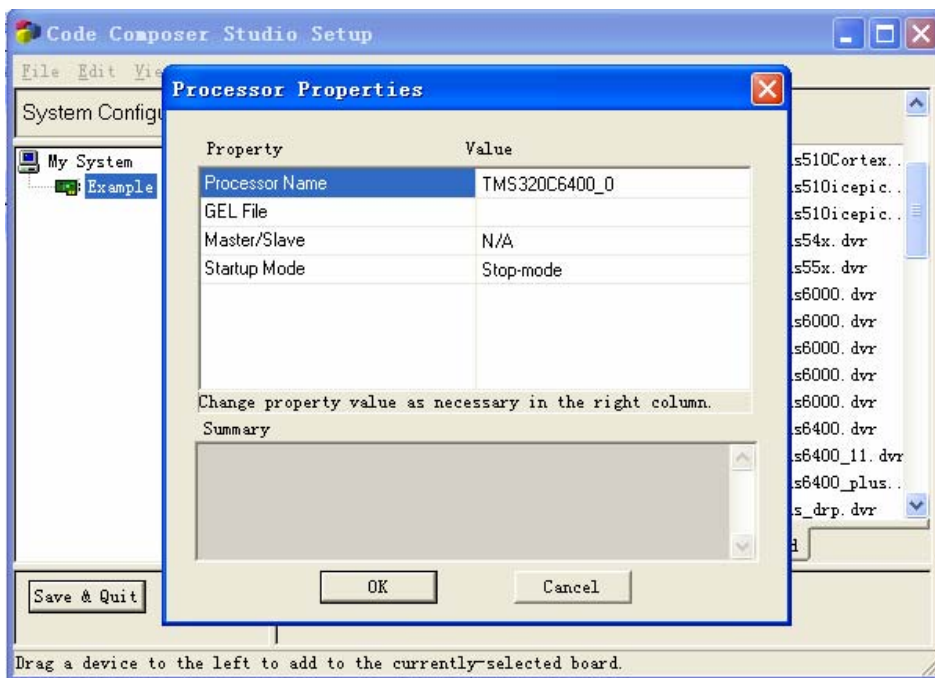 Code Composer Studio Setup
File Edit Vie
System Configu
My System
Example
Processor Properties
Property Value
Processor Name TMS320C6400_0
GEL File
Master/Slave N/A
Startup Mode Stop-mode
Change property value as necessary in the right column.
Summary
OK Cancel
.s510Cortex..
.s510icepic..
.s510icepic..
.s54x.dvr
.s55x.dvr
.s6000.dvr
.s6000.dvr
.s6000.dvr
.s6000.dvr
.s6000.dvr
.s6400.dvr
.s6400_11.dvr
.s6400_plus..
.s_drp.dvr
Save & Quit
Drag a device to the left to add to the currently-selected board.